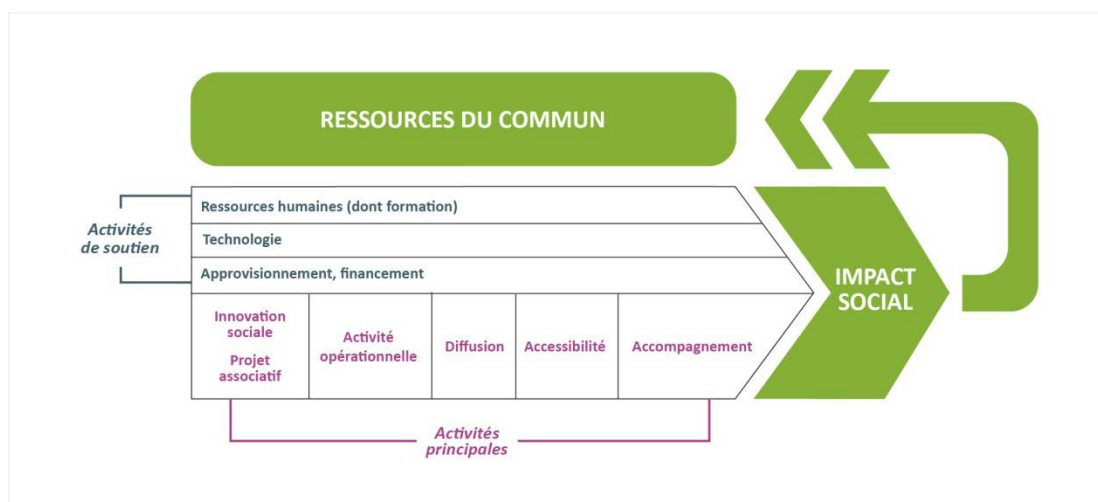 RESSOURCES DU COMMUN
Activités
de soutien
Ressources humaines (dont formation)
Technologie
Approvisionnement, financement
IMPACT
SOCIAL
Innovation
sociale
Projet
associatif
Activité
opérationnelle
Diffusion
Accessibilité
Accompagnement
Activités
principales